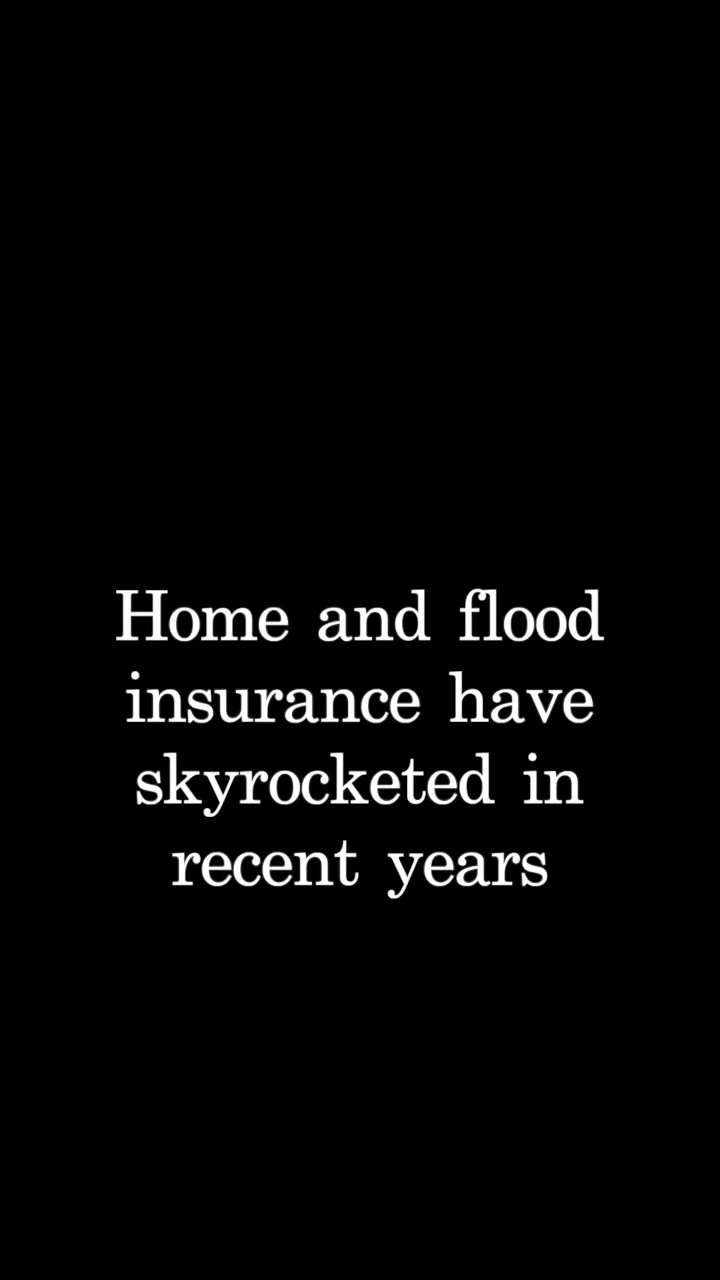 Home and flood
insurance have
skyrocketed in
recent years